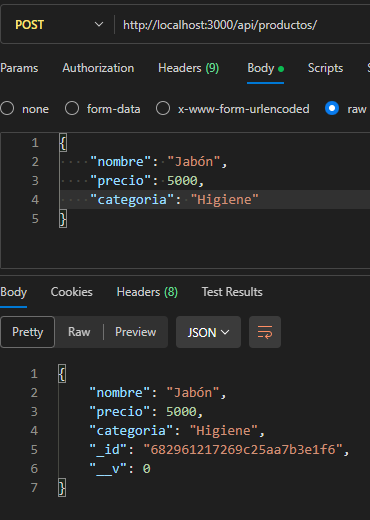 POST http://localhost:3000/api/productos/
Params Authorization Headers (9) Body Scripts
none form-data x-www-form-urlencoded raw
1 {
2 "nombre": "Jabón",
3 "precio": 5000,
4 "categoria": "Higiene"
5 }
Body Cookies Headers (8) Test Results
Pretty Raw Preview JSON
1 {
2 "nombre": "Jabón",
3 "precio": 5000,
4 "categoria": "Higiene",
5 "_id": "682961217269c25aa7b3e1f6",
6 "__v": 0
7 }